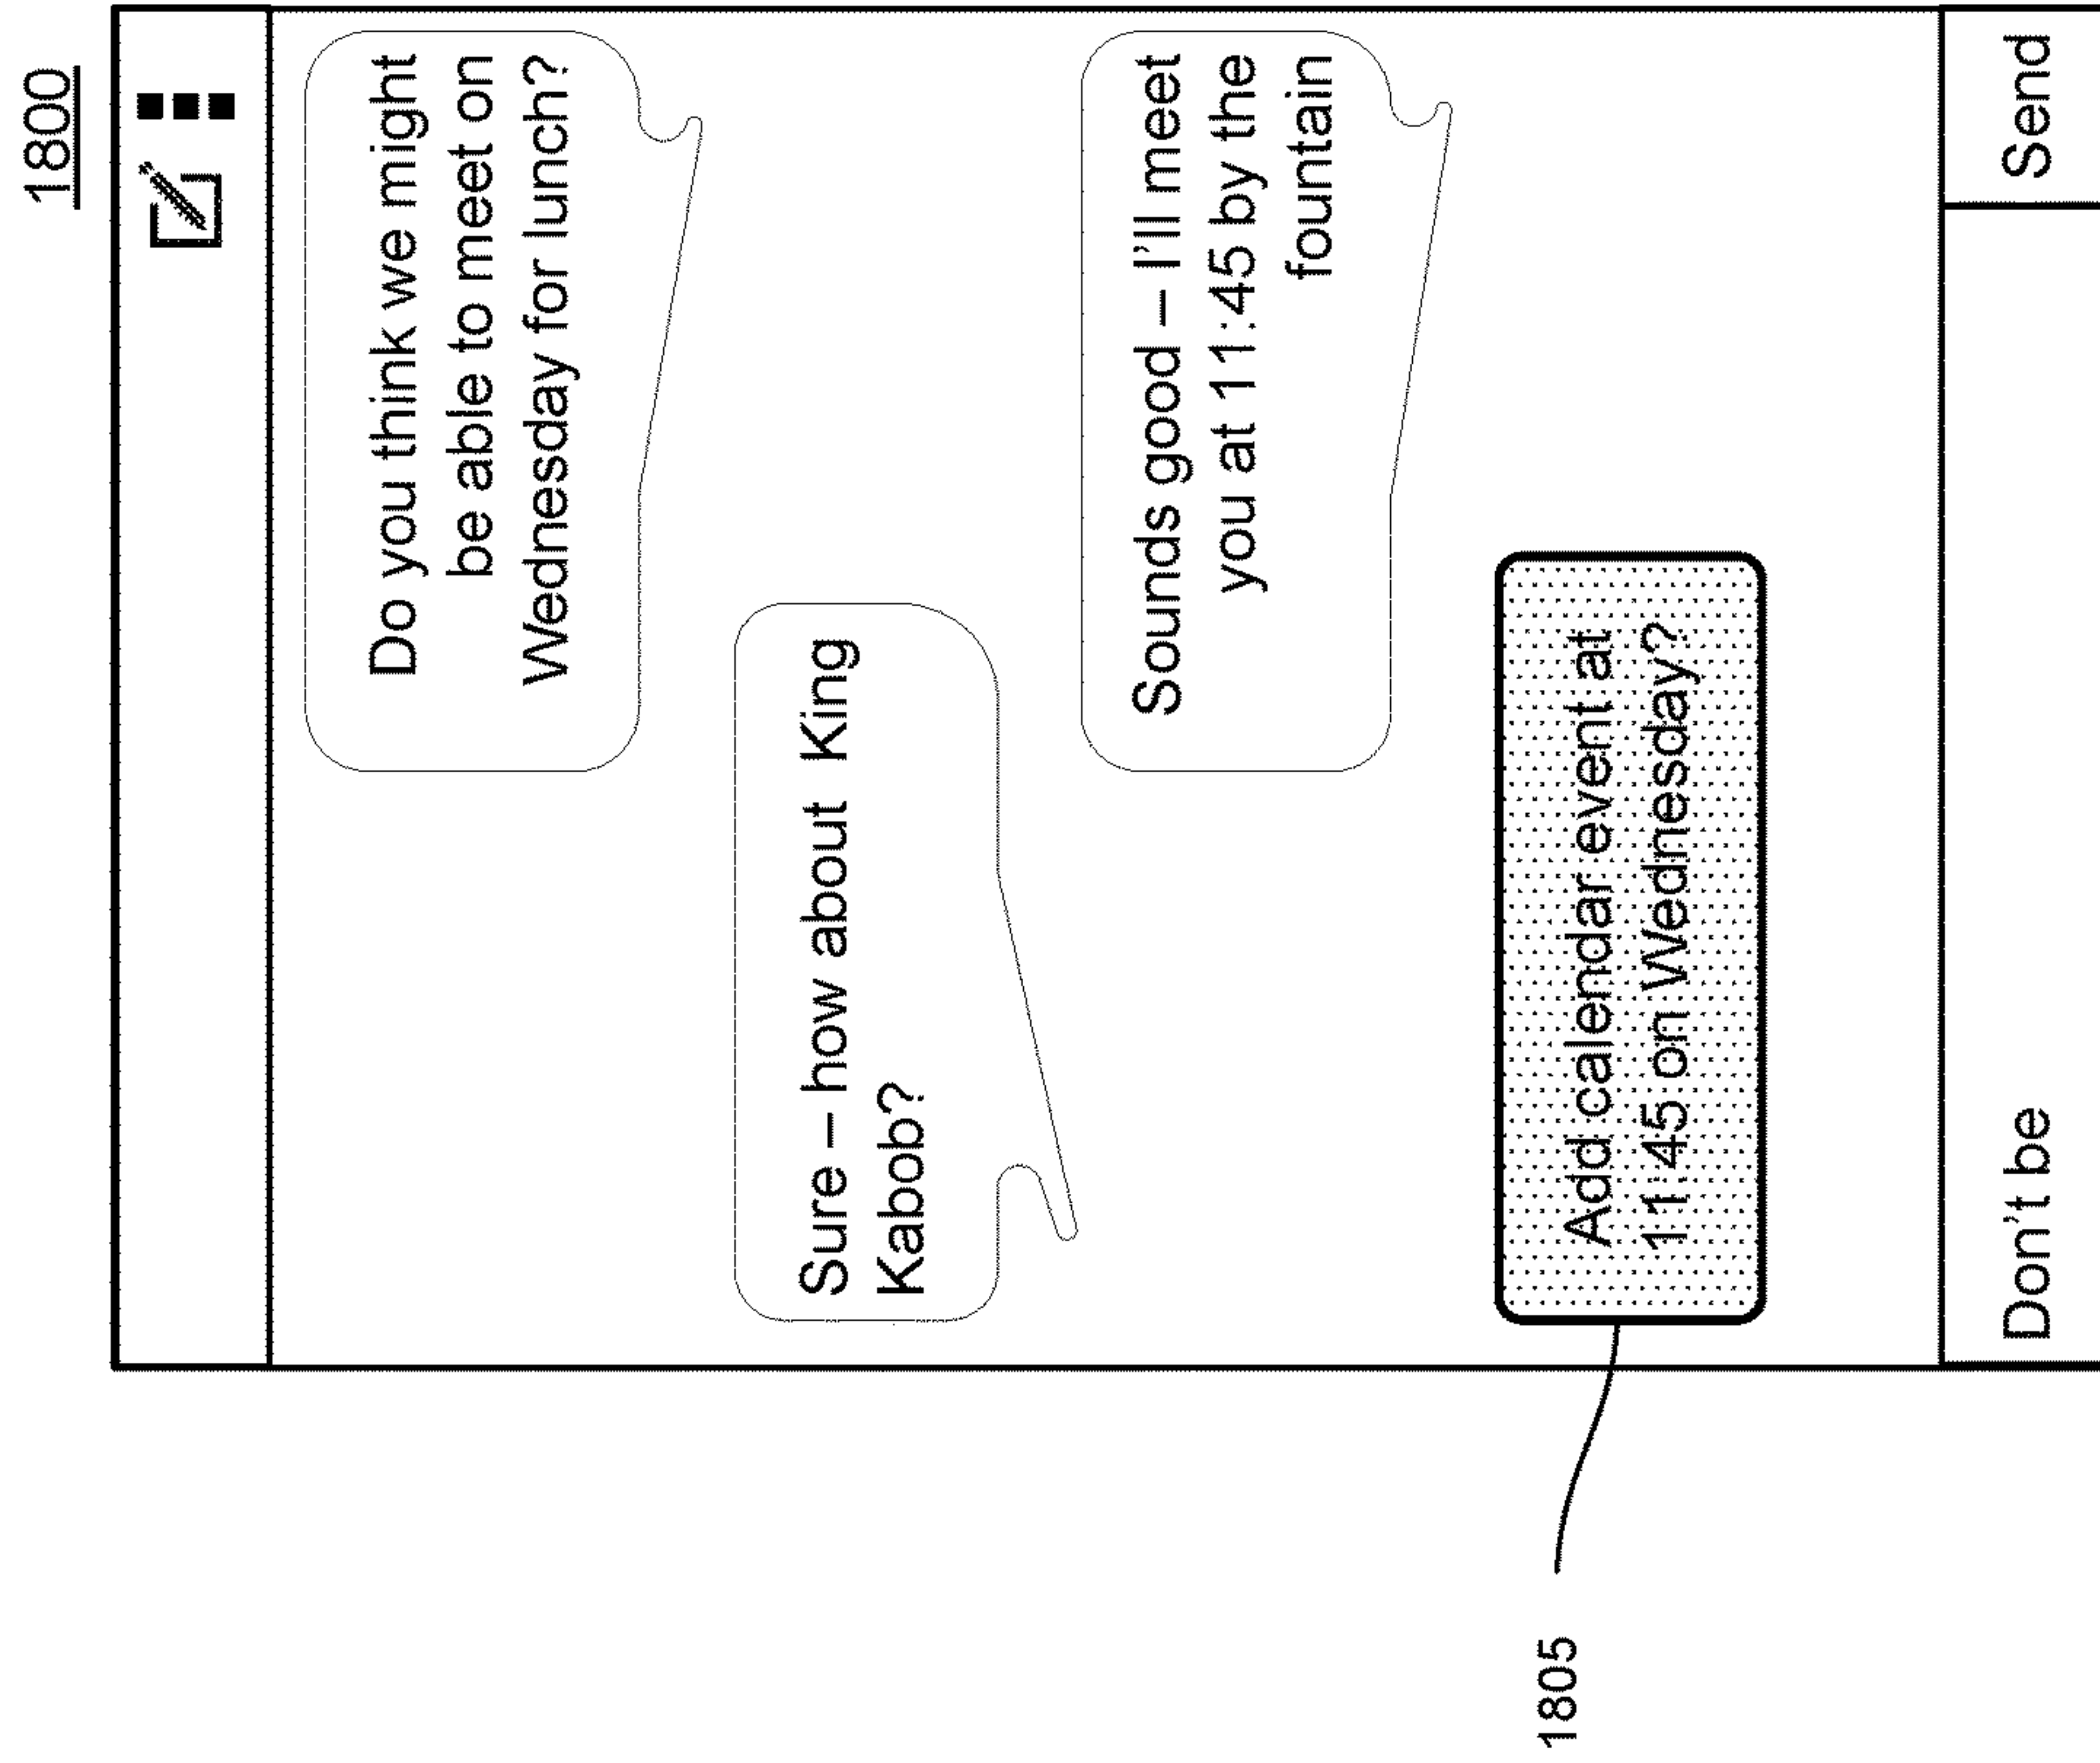 1800
Do you think we might
be able to meet on
Wednesday for lunch?
Sure – how about King
Kabob?
Sounds good – I'll meet
you at 11:45 by the
fountain
Add calendar event at
11:45 on Wednesday?
1805
Don't be
Send